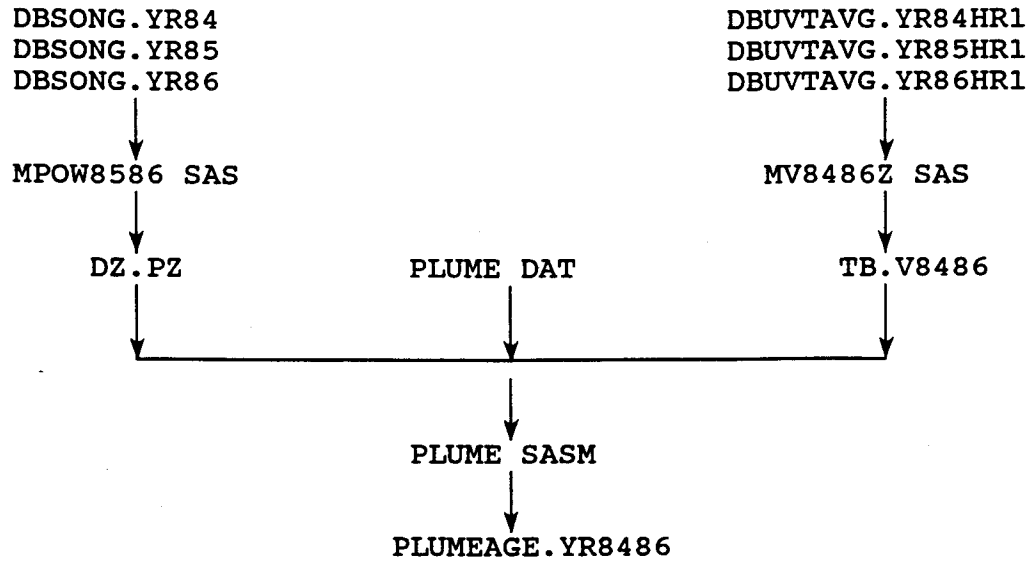 DBSONG.YR84
DBSONG.YR85
DBSONG.YR86
DBUVTAVG.YR84HR1
DBUVTAVG.YR85HR1
DBUVTAVG.YR86HR1
MPOW8586 SAS
MV8486Z SAS
DZ.PZ
PLUME DAT
TB.V8486
PLUME SASM
PLUMEAGE.YR8486